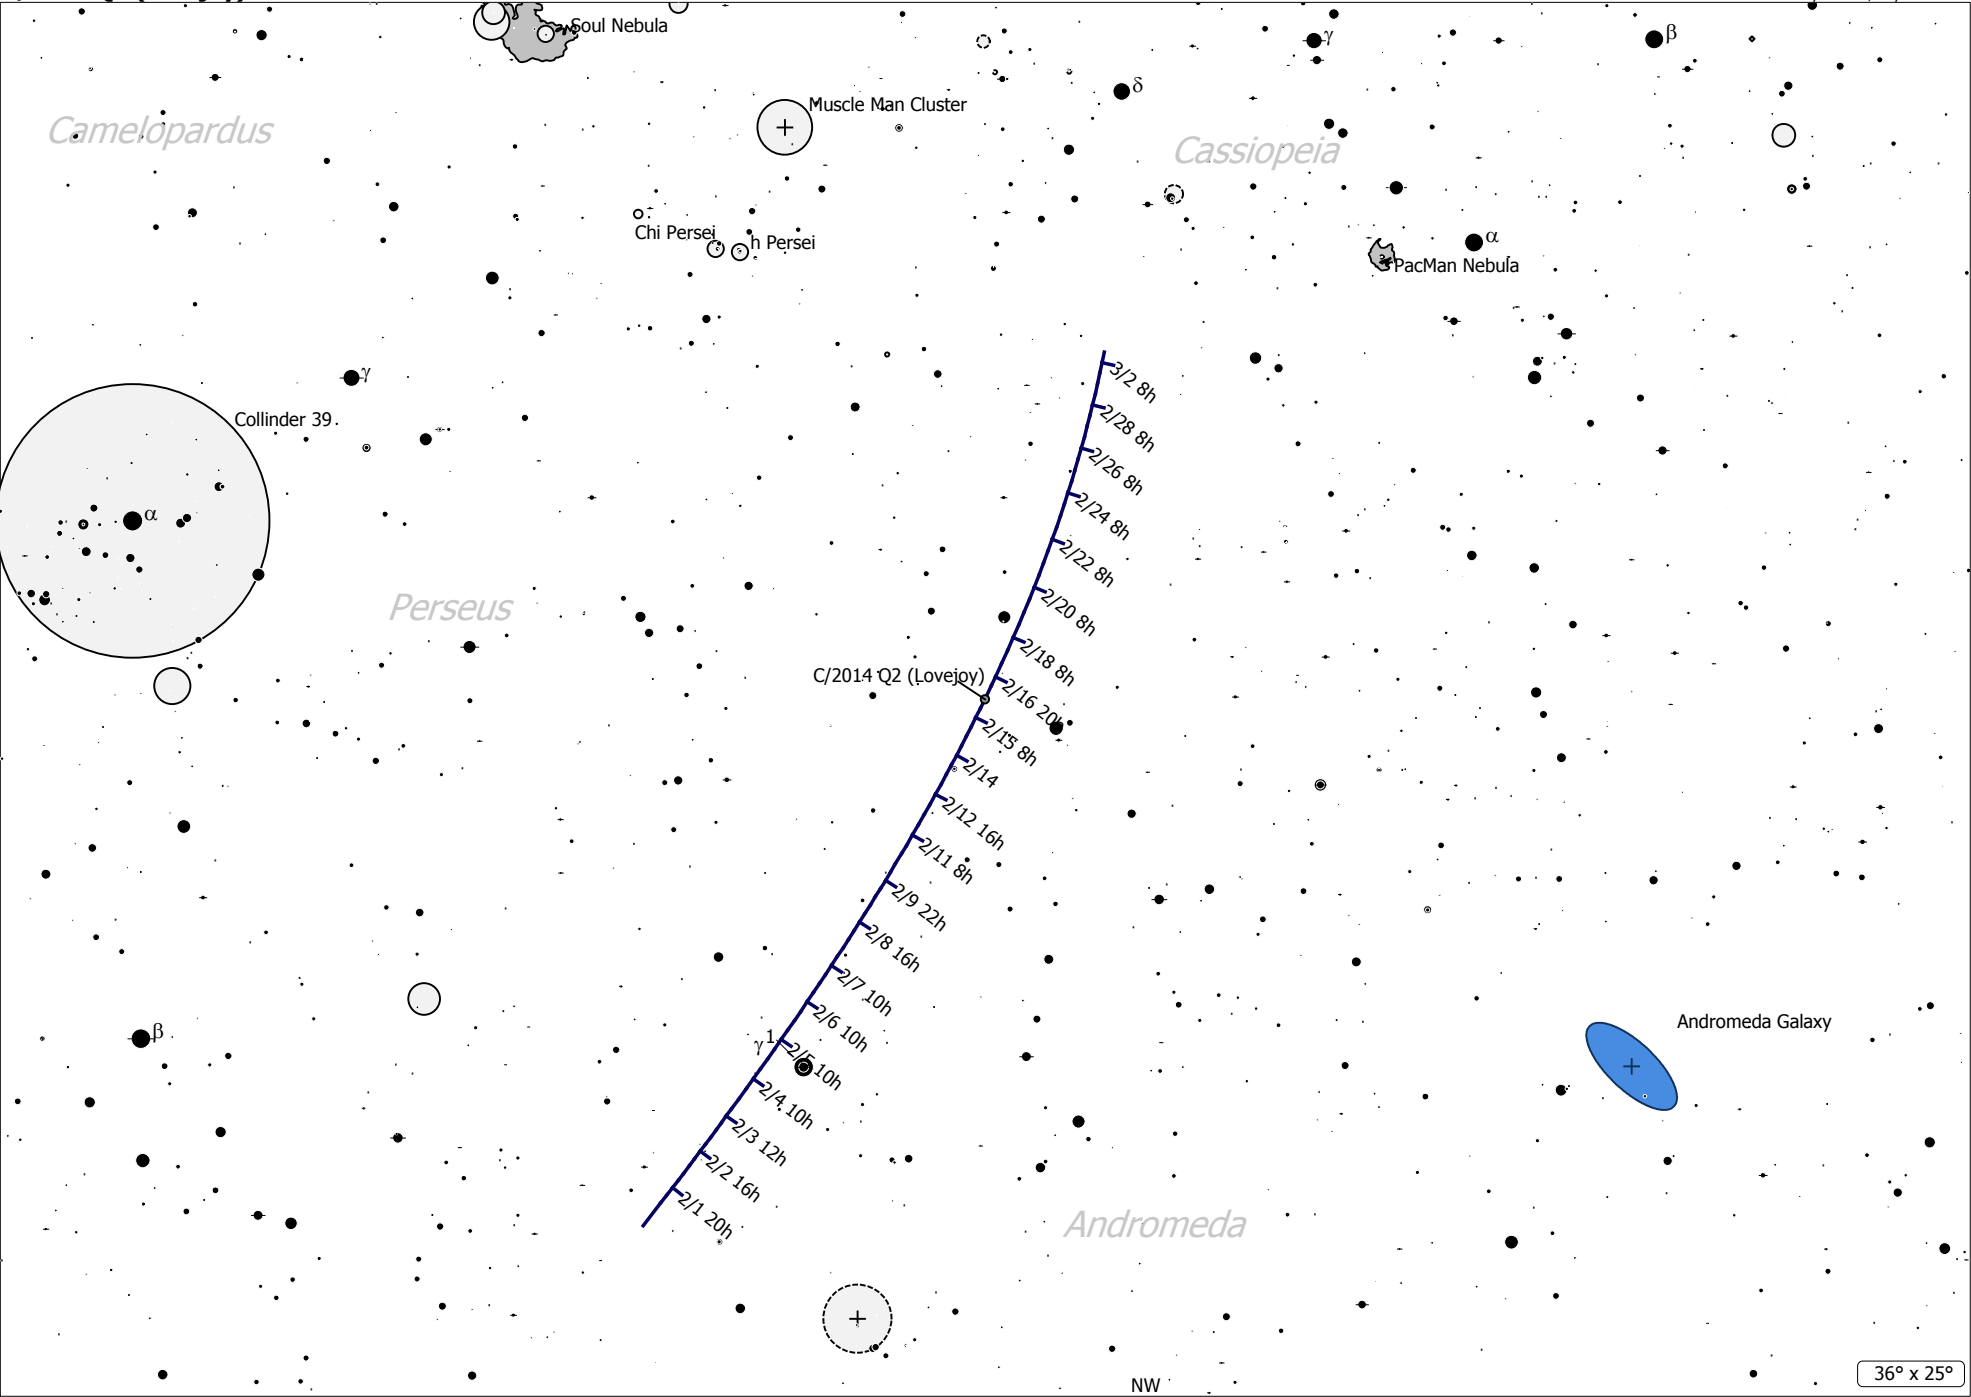 Soul Nebula
γ
β
δ
Muscle Man Cluster
Camelopardus
Cassiopeia
Chi Persei
h Persei
α
PacMan Nebula
γ
3/2 8h
2/28 8h
Collinder 39
2/26 8h
2/24 8h
α
2/22 8h
Perseus
2/20 8h
2/18 8h
C/2014 Q2 (Lovejoy)
2/16 20h
2/15 8h
2/14
2/12 16h
2/11 8h
2/9 22h
2/8 16h
2/7 10h
2/6 10h
Andromeda Galaxy
β
γ 1
2/5 10h
2/4 10h
2/3 12h
2/2 16h
2/1 20h
Andromeda
36° x 25°
NW